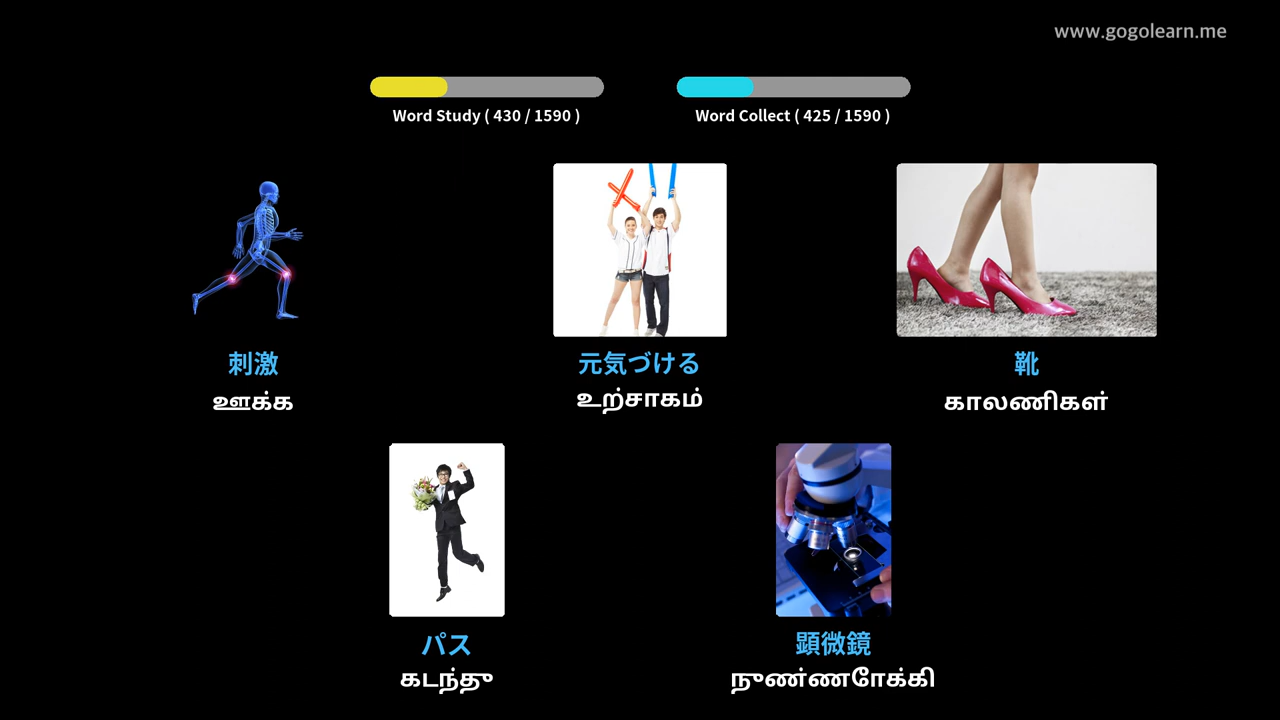 www.gogolearn.me
Word Study ( 430 / 1590 )
Word Collect ( 425 / 1590 )
刺激
ஊக்க
元気づける
உற்சாகம்
靴
காலணிகள்
パス
கடந்து
顕微鏡
நுண்ணோக்கி